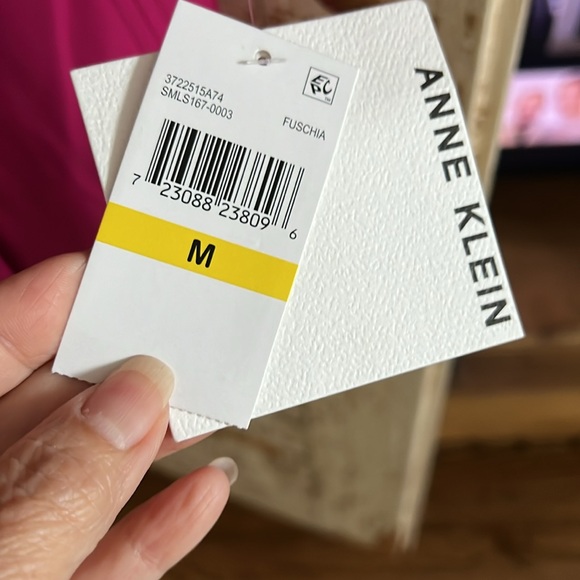 3722515A74
SMLS167-0003
FUSCHIA
7 23088 23809 6
M
ANNE KLEIN